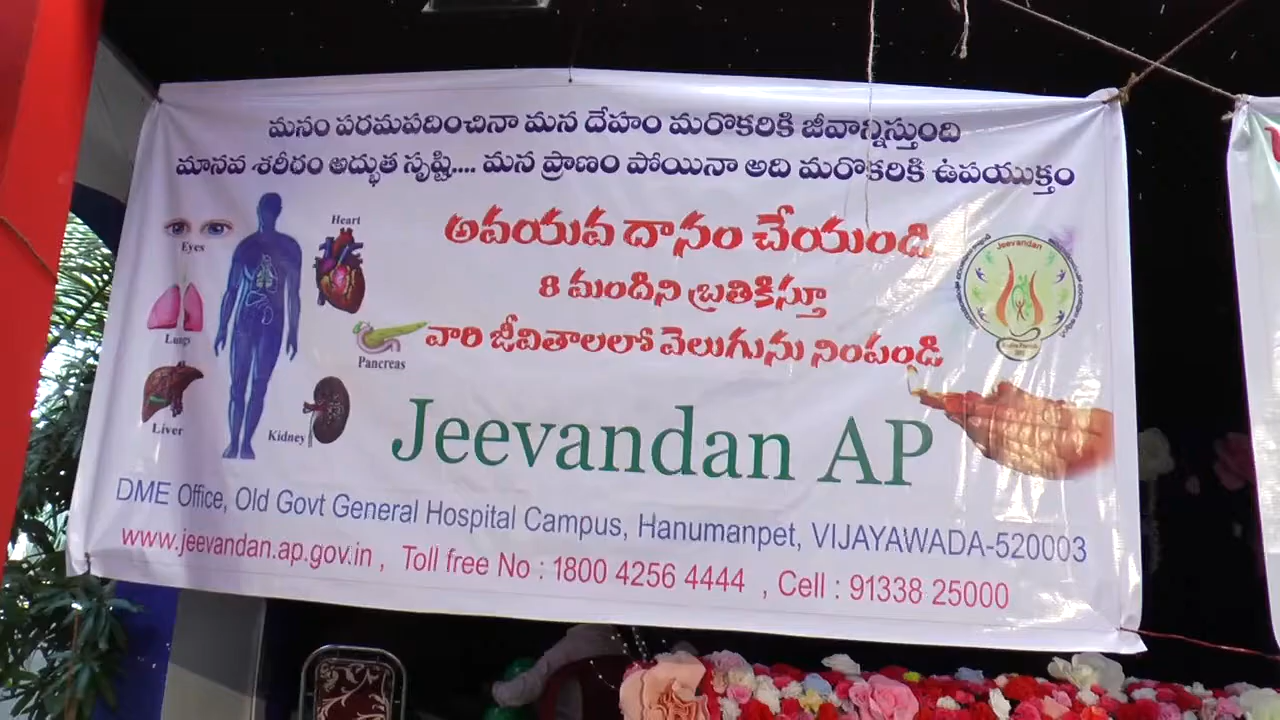 మనం పరమపదించినా మన దేహం మరొకరికి జీవాన్నిస్తుంది
మానవ శరీరం అద్భుత సృష్టి.... మన ప్రాణం పోయినా అది మరొకరికి ఉపయుక్తం
అవయవ దానం చేయండి
8 మందిని బ్రతికిస్తూ
వారి జీవితాలలో వెలుగును నింపండి
Eyes
Heart
Lungs
Pancreas
Liver
Kidney
Jeevandan
Jeevandan AP
DME Office, Old Govt General Hospital Campus, Hanumanpet, VIJAYAWADA-520003
www.jeevandan.ap.gov.in , Toll free No : 1800 4256 4444 , Cell : 91338 25000